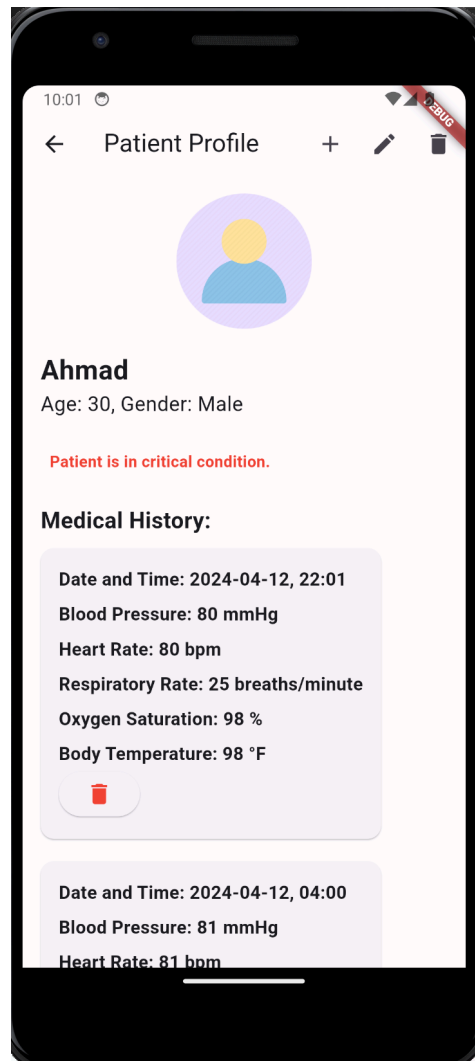 10:01
DEBUG
Patient Profile
Ahmad
Age: 30, Gender: Male
Patient is in critical condition.
Medical History:
Date and Time: 2024-04-12, 22:01
Blood Pressure: 80 mmHg
Heart Rate: 80 bpm
Respiratory Rate: 25 breaths/minute
Oxygen Saturation: 98 %
Body Temperature: 98 °F
Date and Time: 2024-04-12, 04:00
Blood Pressure: 81 mmHg
Heart Rate: 81 bpm